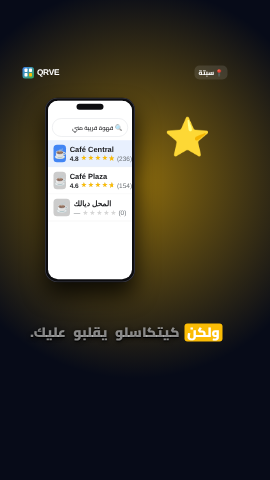 QRVE
📍 سبتة
🔍 قهوة قريبة مني
Café Central
4.8 ★★★★★ (236)
Café Plaza
4.6 ★★★★★ (154)
المحل ديالك
— ★★★★★ (0)
ولكن كيتكاسلو يقلبو عليك.